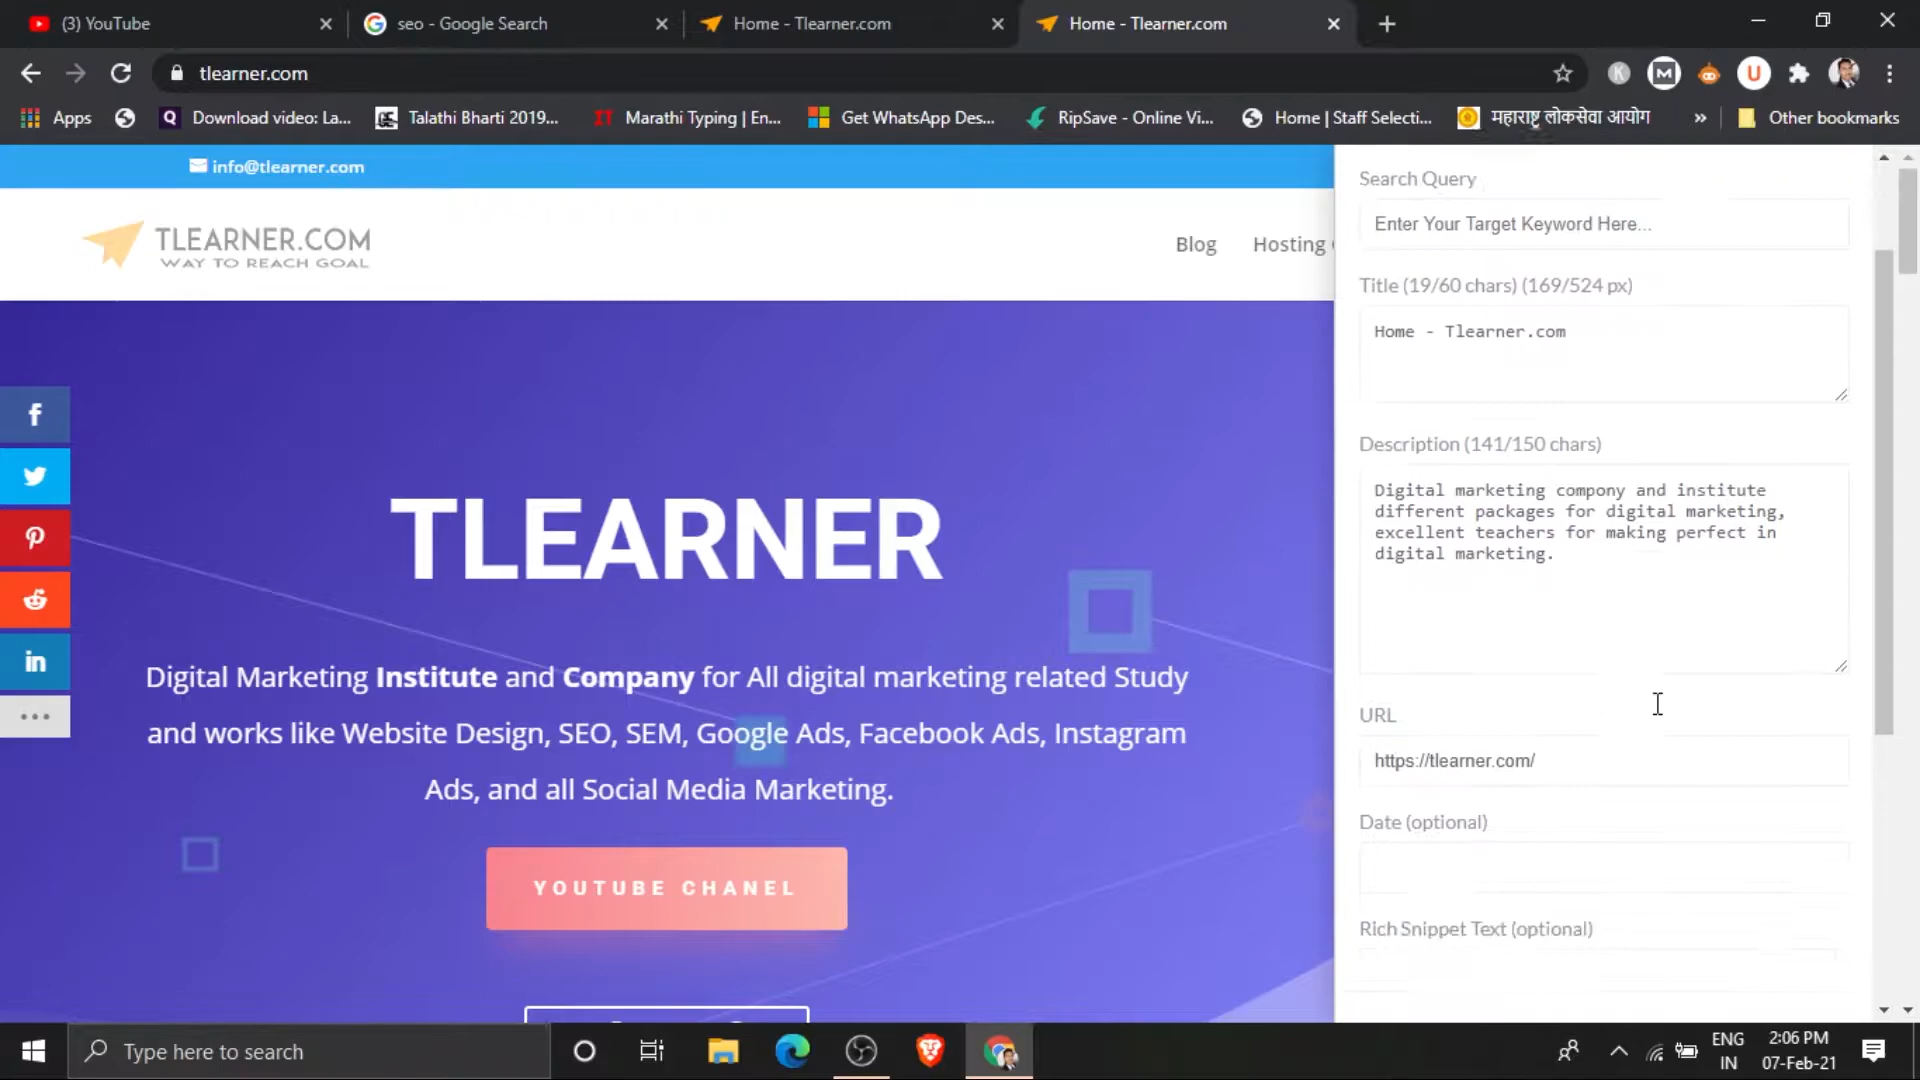 (3) YouTube
seo - Google Search
Home - Tlearner.com
Home - Tlearner.com
tlearner.com
Apps
Download video: La...
Talathi Bharti 2019...
Marathi Typing | En...
Get WhatsApp Des...
RipSave - Online Vi...
Home | Staff Selecti...
महाराष्ट्र लोकसेवा आयोग
»
Other bookmarks
info@tlearner.com
TLEARNER.COM
WAY TO REACH GOAL
Blog
Hosting
TLEARNER
Digital Marketing Institute and Company for All digital marketing related Study
and works like Website Design, SEO, SEM, Google Ads, Facebook Ads, Instagram
Ads, and all Social Media Marketing.
YOUTUBE CHANEL
Search Query
Enter Your Target Keyword Here...
Title (19/60 chars) (169/524 px)
Home - Tlearner.com
Description (141/150 chars)
Digital marketing compony and institute
different packages for digital marketing,
excellent teachers for making perfect in
digital marketing.
URL
https://tlearner.com/
Date (optional)
Rich Snippet Text (optional)
Type here to search
ENG
IN
2:06 PM
07-Feb-21